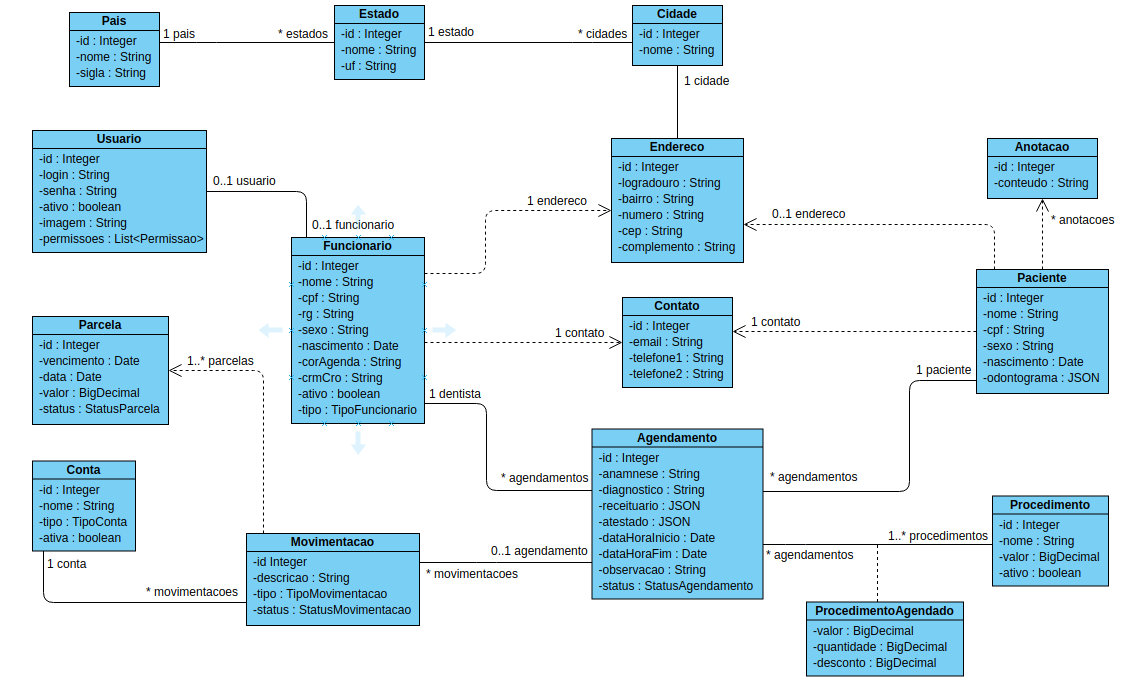 Pais
-id : Integer
-nome : String
-sigla : String
1 pais
* estados
Estado
-id : Integer
-nome : String
-uf : String
1 estado
* cidades
Cidade
-id : Integer
-nome : String
1 cidade
Usuario
-id : Integer
-login : String
-senha : String
-ativo : boolean
-imagem : String
-permissoes : List<Permissao>
0..1 usuario
0..1 funcionario
Funcionario
-id : Integer
-nome : String
-cpf : String
-rg : String
-sexo : String
-nascimento : Date
-corAgenda : String
-crmCro : String
-ativo : boolean
-tipo : TipoFuncionario
1 endereco
Endereco
-id : Integer
-logradouro : String
-bairro : String
-numero : String
-cep : String
-complemento : String
0..1 endereco
Anotacao
-id : Integer
-conteudo : String
* anotacoes
Paciente
-id : Integer
-nome : String
-cpf : String
-sexo : String
-nascimento : Date
-odontograma : JSON
1 contato
Contato
-id : Integer
-email : String
-telefone1 : String
-telefone2 : String
1 contato
1 paciente
Parcela
-id : Integer
-vencimento : Date
-data : Date
-valor : BigDecimal
-status : StatusParcela
1..* parcelas
1 dentista
* agendamentos
Agendamento
-id : Integer
-anamnese : String
-diagnostico : String
-receituario : JSON
-atestado : JSON
-dataHoraInicio : Date
-dataHoraFim : Date
-observacao : String
-status : StatusAgendamento
* agendamentos
Conta
-id : Integer
-nome : String
-tipo : TipoConta
-ativa : boolean
1 conta
* movimentacoes
Movimentacao
-id Integer
-descricao : String
-tipo : TipoMovimentacao
-status : StatusMovimentacao
0..1 agendamento
* movimentacoes
1..* procedimentos
* agendamentos
Procedimento
-id : Integer
-nome : String
-valor : BigDecimal
-ativo : boolean
ProcedimentoAgendado
-valor : BigDecimal
-quantidade : BigDecimal
-desconto : BigDecimal